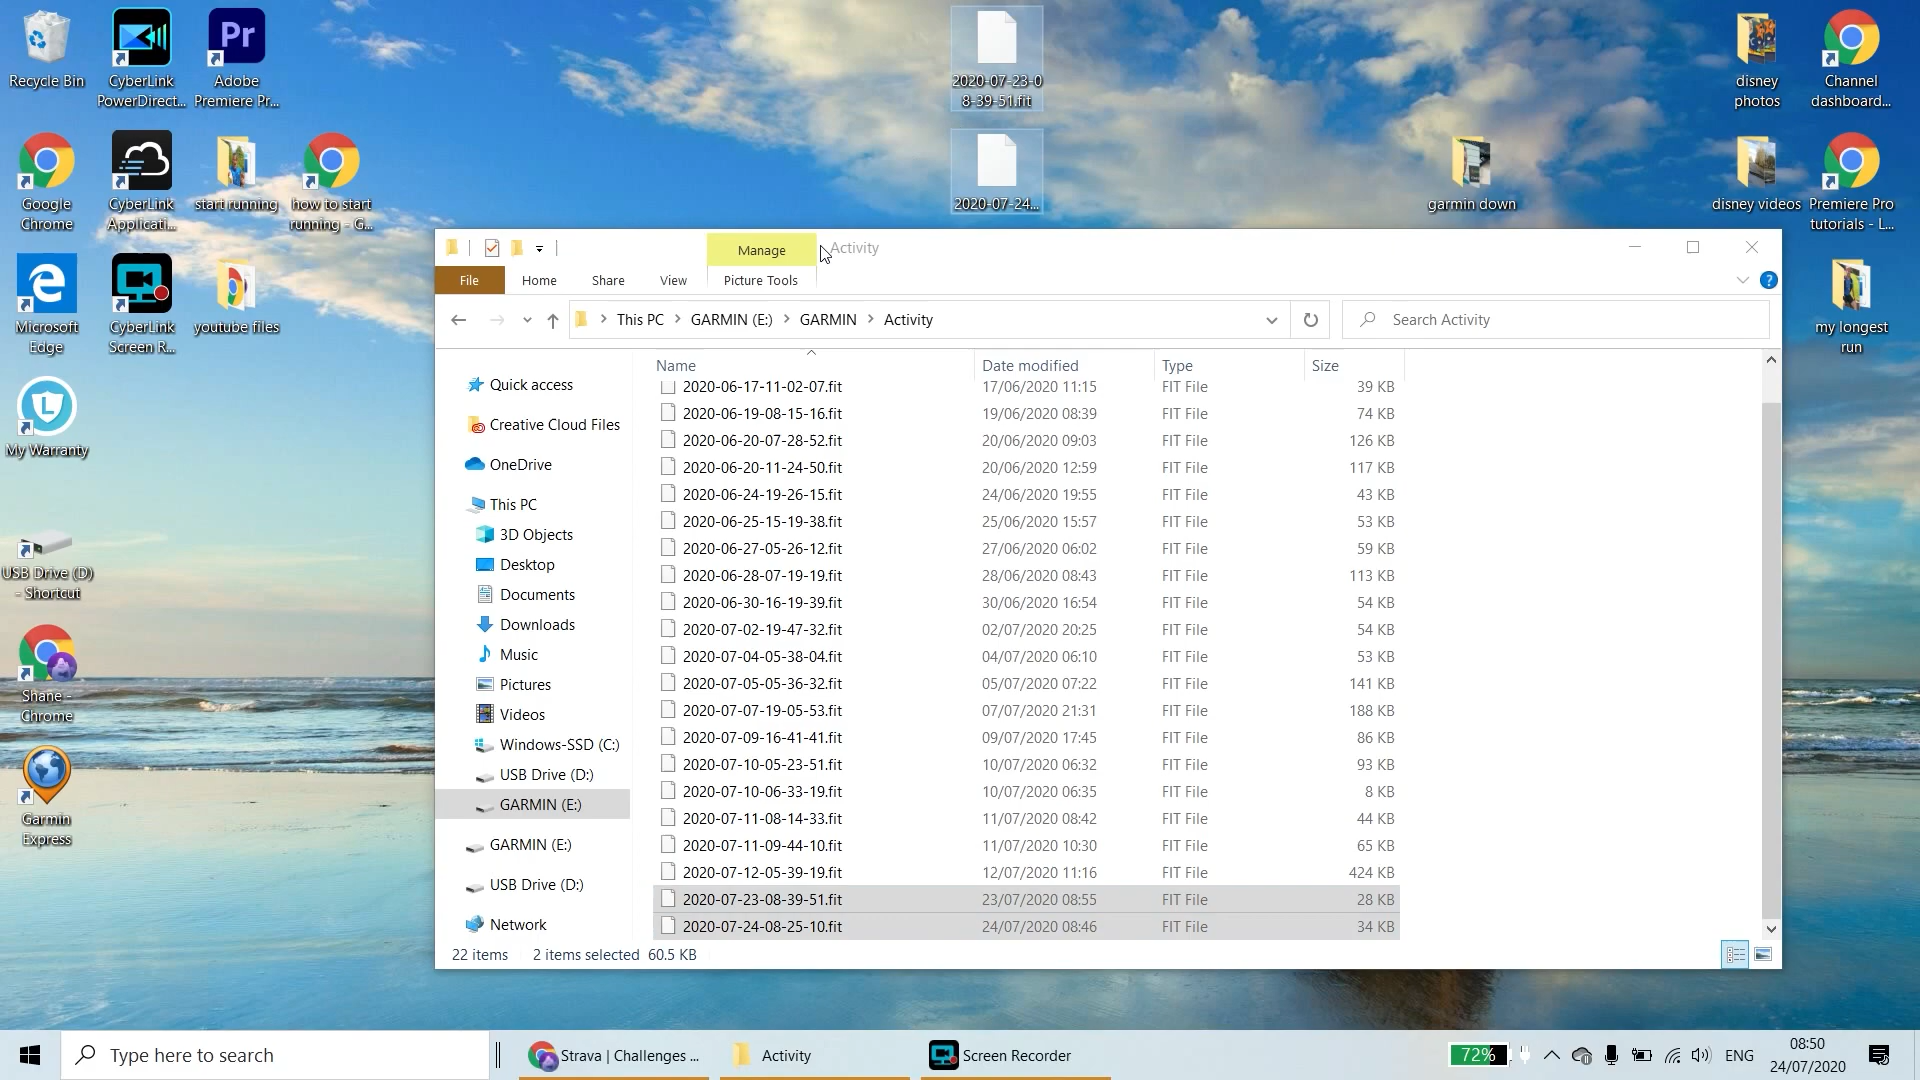 Recycle Bin
CyberLink
PowerDirect...
Adobe
Premiere Pr...
2020-07-23-0
8-39-51.fit
disney
photos
Channel
dashboard...
Google
Chrome
CyberLink
Applicati...
start running
how to start
running - G...
2020-07-24...
garmin down
disney videos
Premiere Pro
tutorials - L...
Microsoft
Edge
CyberLink
Screen R...
youtube files
my longest
run
My Warranty
USB Drive (D)
- Shortcut
Shane -
Chrome
Garmin
Express
Manage
Activity
File
Home
Share
View
Picture Tools
This PC > GARMIN (E:) > GARMIN > Activity
Search Activity
Quick access
Creative Cloud Files
OneDrive
This PC
3D Objects
Desktop
Documents
Downloads
Music
Pictures
Videos
Windows-SSD (C:)
USB Drive (D:)
GARMIN (E:)
GARMIN (E:)
USB Drive (D:)
Network
Name Date modified Type Size
2020-06-17-11-02-07.fit 17/06/2020 11:15 FIT File 39 KB
2020-06-19-08-15-16.fit 19/06/2020 08:39 FIT File 74 KB
2020-06-20-07-28-52.fit 20/06/2020 09:03 FIT File 126 KB
2020-06-20-11-24-50.fit 20/06/2020 12:59 FIT File 117 KB
2020-06-24-19-26-15.fit 24/06/2020 19:55 FIT File 43 KB
2020-06-25-15-19-38.fit 25/06/2020 15:57 FIT File 53 KB
2020-06-27-05-26-12.fit 27/06/2020 06:02 FIT File 59 KB
2020-06-28-07-19-19.fit 28/06/2020 08:43 FIT File 113 KB
2020-06-30-16-19-39.fit 30/06/2020 16:54 FIT File 54 KB
2020-07-02-19-47-32.fit 02/07/2020 20:25 FIT File 54 KB
2020-07-04-05-38-04.fit 04/07/2020 06:10 FIT File 53 KB
2020-07-05-05-36-32.fit 05/07/2020 07:22 FIT File 141 KB
2020-07-07-19-05-53.fit 07/07/2020 21:31 FIT File 188 KB
2020-07-09-16-41-41.fit 09/07/2020 17:45 FIT File 86 KB
2020-07-10-05-23-51.fit 10/07/2020 06:32 FIT File 93 KB
2020-07-10-06-33-19.fit 10/07/2020 06:35 FIT File 8 KB
2020-07-11-08-14-33.fit 11/07/2020 08:42 FIT File 44 KB
2020-07-11-09-44-10.fit 11/07/2020 10:30 FIT File 65 KB
2020-07-12-05-39-19.fit 12/07/2020 11:16 FIT File 424 KB
2020-07-23-08-39-51.fit 23/07/2020 08:55 FIT File 28 KB
2020-07-24-08-25-10.fit 24/07/2020 08:46 FIT File 34 KB
22 items 2 items selected 60.5 KB
Type here to search
Strava | Challenges ...
Activity
Screen Recorder
72%
ENG
08:50
24/07/2020